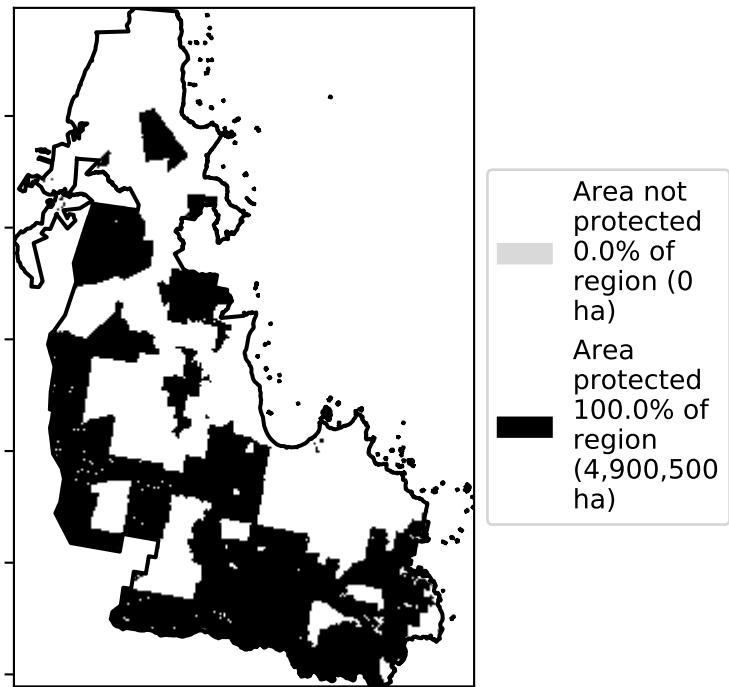 Area not
protected
0.0% of
region (0
ha)
Area
protected
100.0% of
region
(4,900,500
ha)